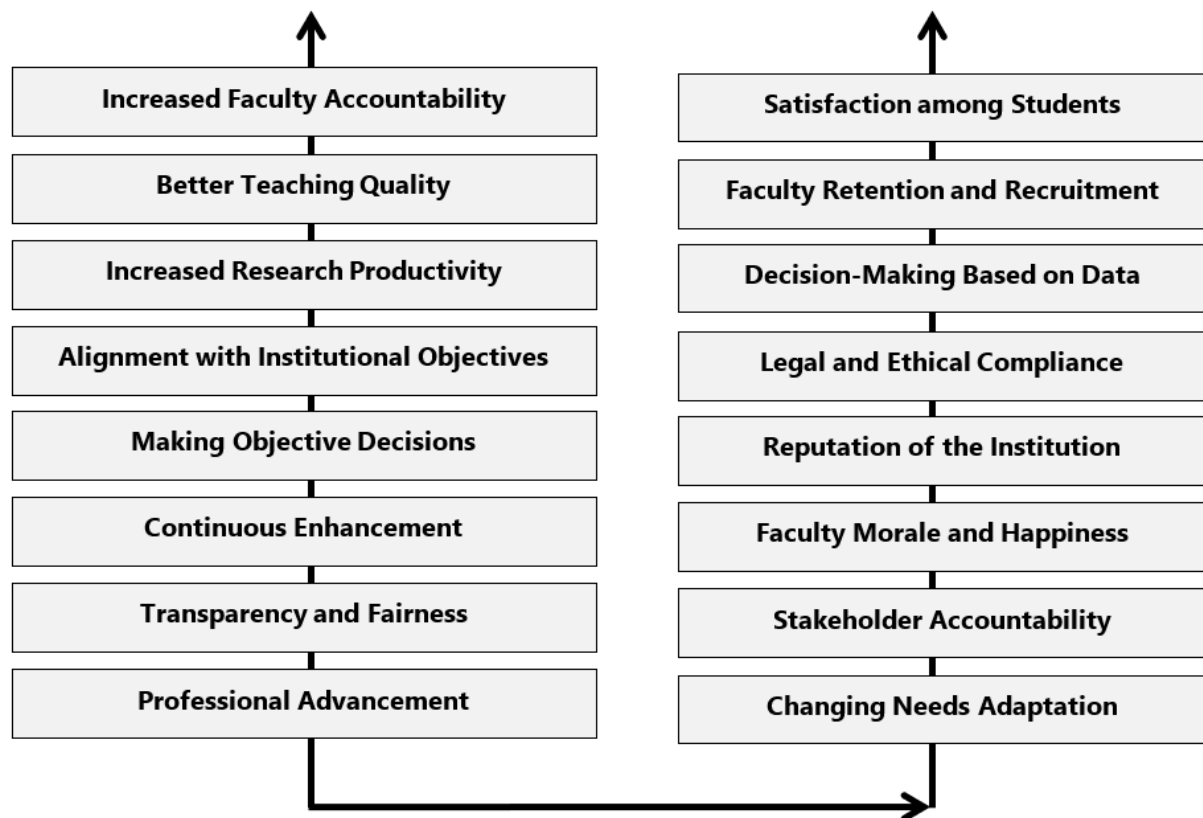 Increased Faculty Accountability
Better Teaching Quality
Increased Research Productivity
Alignment with Institutional Objectives
Making Objective Decisions
Continuous Enhancement
Transparency and Fairness
Professional Advancement
Satisfaction among Students
Faculty Retention and Recruitment
Decision-Making Based on Data
Legal and Ethical Compliance
Reputation of the Institution
Faculty Morale and Happiness
Stakeholder Accountability
Changing Needs Adaptation